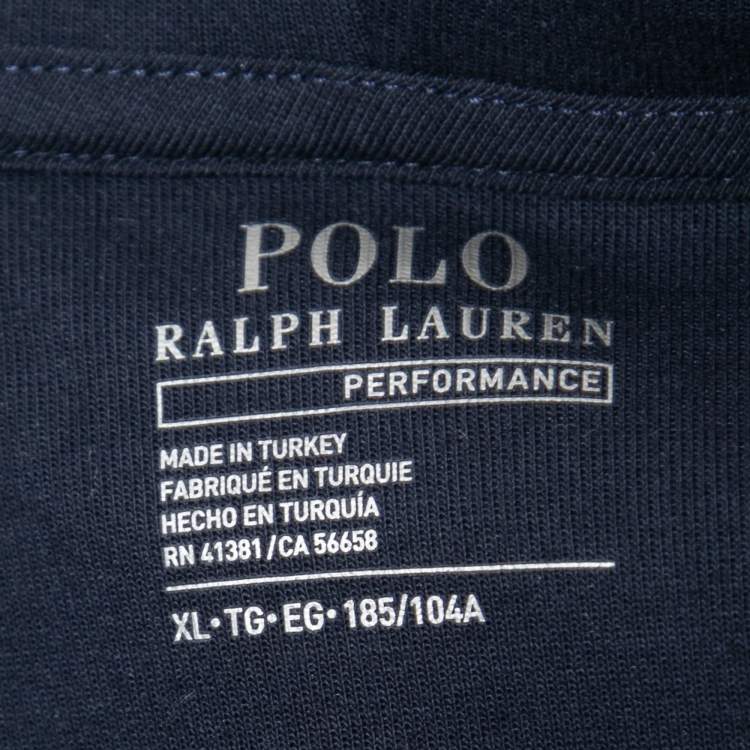 POLO
RALPH LAUREN
PERFORMANCE
MADE IN TURKEY
FABRIQUÉ EN TURQUIE
HECHO EN TURQUÍA
RN 41381/CA 56658
XL•TG•EG•185/104A